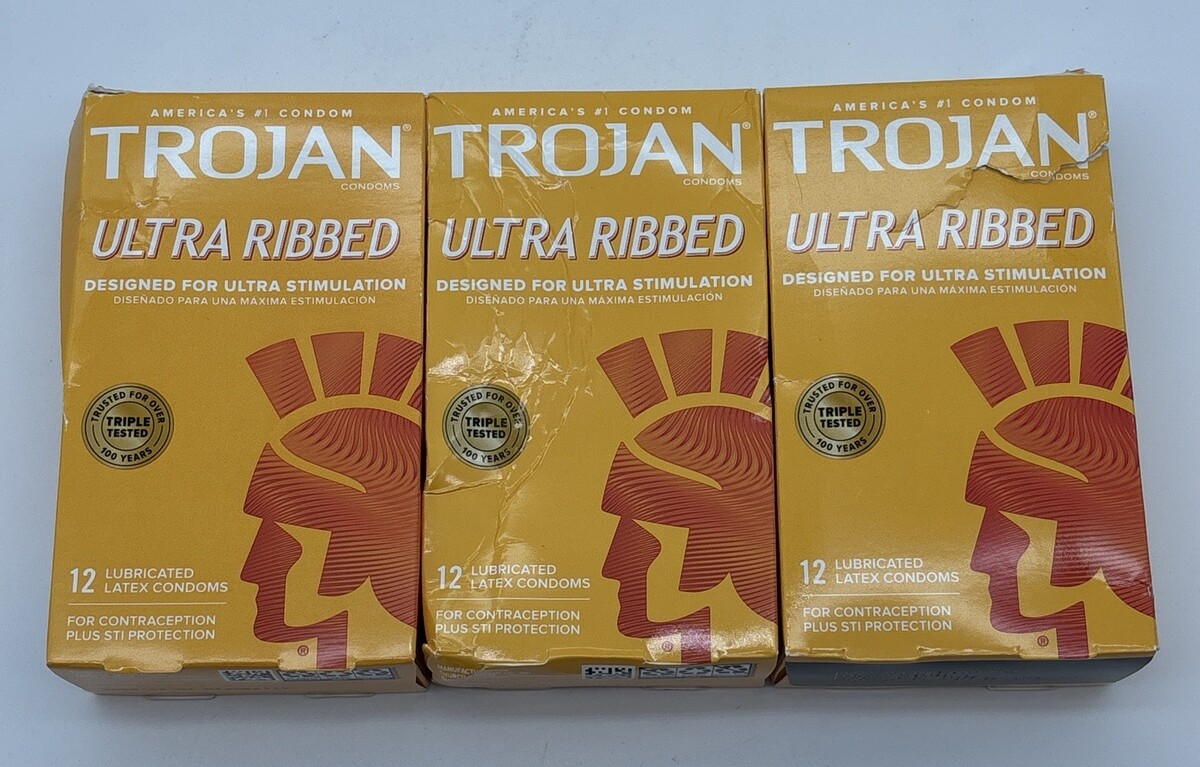 AMERICA'S #1 CONDOM
TROJAN®
CONDOMS
ULTRA RIBBED
DESIGNED FOR ULTRA STIMULATION
DISEÑADO PARA UNA MÁXIMA ESTIMULACIÓN
TRUSTED FOR OVER
TRIPLE
TESTED
100 YEARS
12 LUBRICATED
LATEX CONDOMS
FOR CONTRACEPTION
PLUS STI PROTECTION
®
AMERICA'S #1 CONDOM
TROJAN®
CONDOMS
ULTRA RIBBED
DESIGNED FOR ULTRA STIMULATION
DISEÑADO PARA UNA MÁXIMA ESTIMULACIÓN
TRUSTED FOR OVER
TRIPLE
TESTED
100 YEARS
12 LUBRICATED
LATEX CONDOMS
FOR CONTRACEPTION
PLUS STI PROTECTION
®
AMERICA'S #1 CONDOM
TROJAN®
CONDOMS
ULTRA RIBBED
DESIGNED FOR ULTRA STIMULATION
DISEÑADO PARA UNA MÁXIMA ESTIMULACIÓN
TRUSTED FOR OVER
TRIPLE
TESTED
100 YEARS
12 LUBRICATED
LATEX CONDOMS
FOR CONTRACEPTION
PLUS STI PROTECTION
®